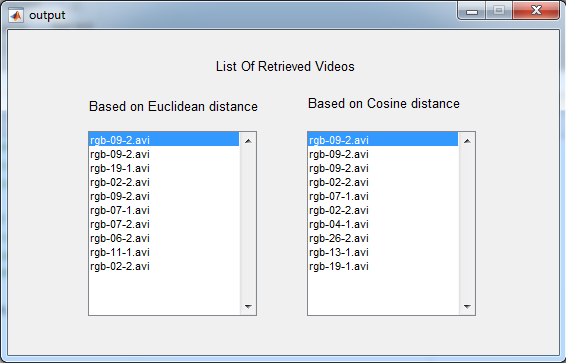 output
List Of Retrieved Videos
Based on Euclidean distance
rgb-09-2.avi
rgb-09-2.avi
rgb-19-1.avi
rgb-02-2.avi
rgb-09-2.avi
rgb-07-1.avi
rgb-07-2.avi
rgb-06-2.avi
rgb-11-1.avi
rgb-02-2.avi
Based on Cosine distance
rgb-09-2.avi
rgb-09-2.avi
rgb-09-2.avi
rgb-02-2.avi
rgb-07-1.avi
rgb-02-2.avi
rgb-04-1.avi
rgb-26-2.avi
rgb-13-1.avi
rgb-19-1.avi